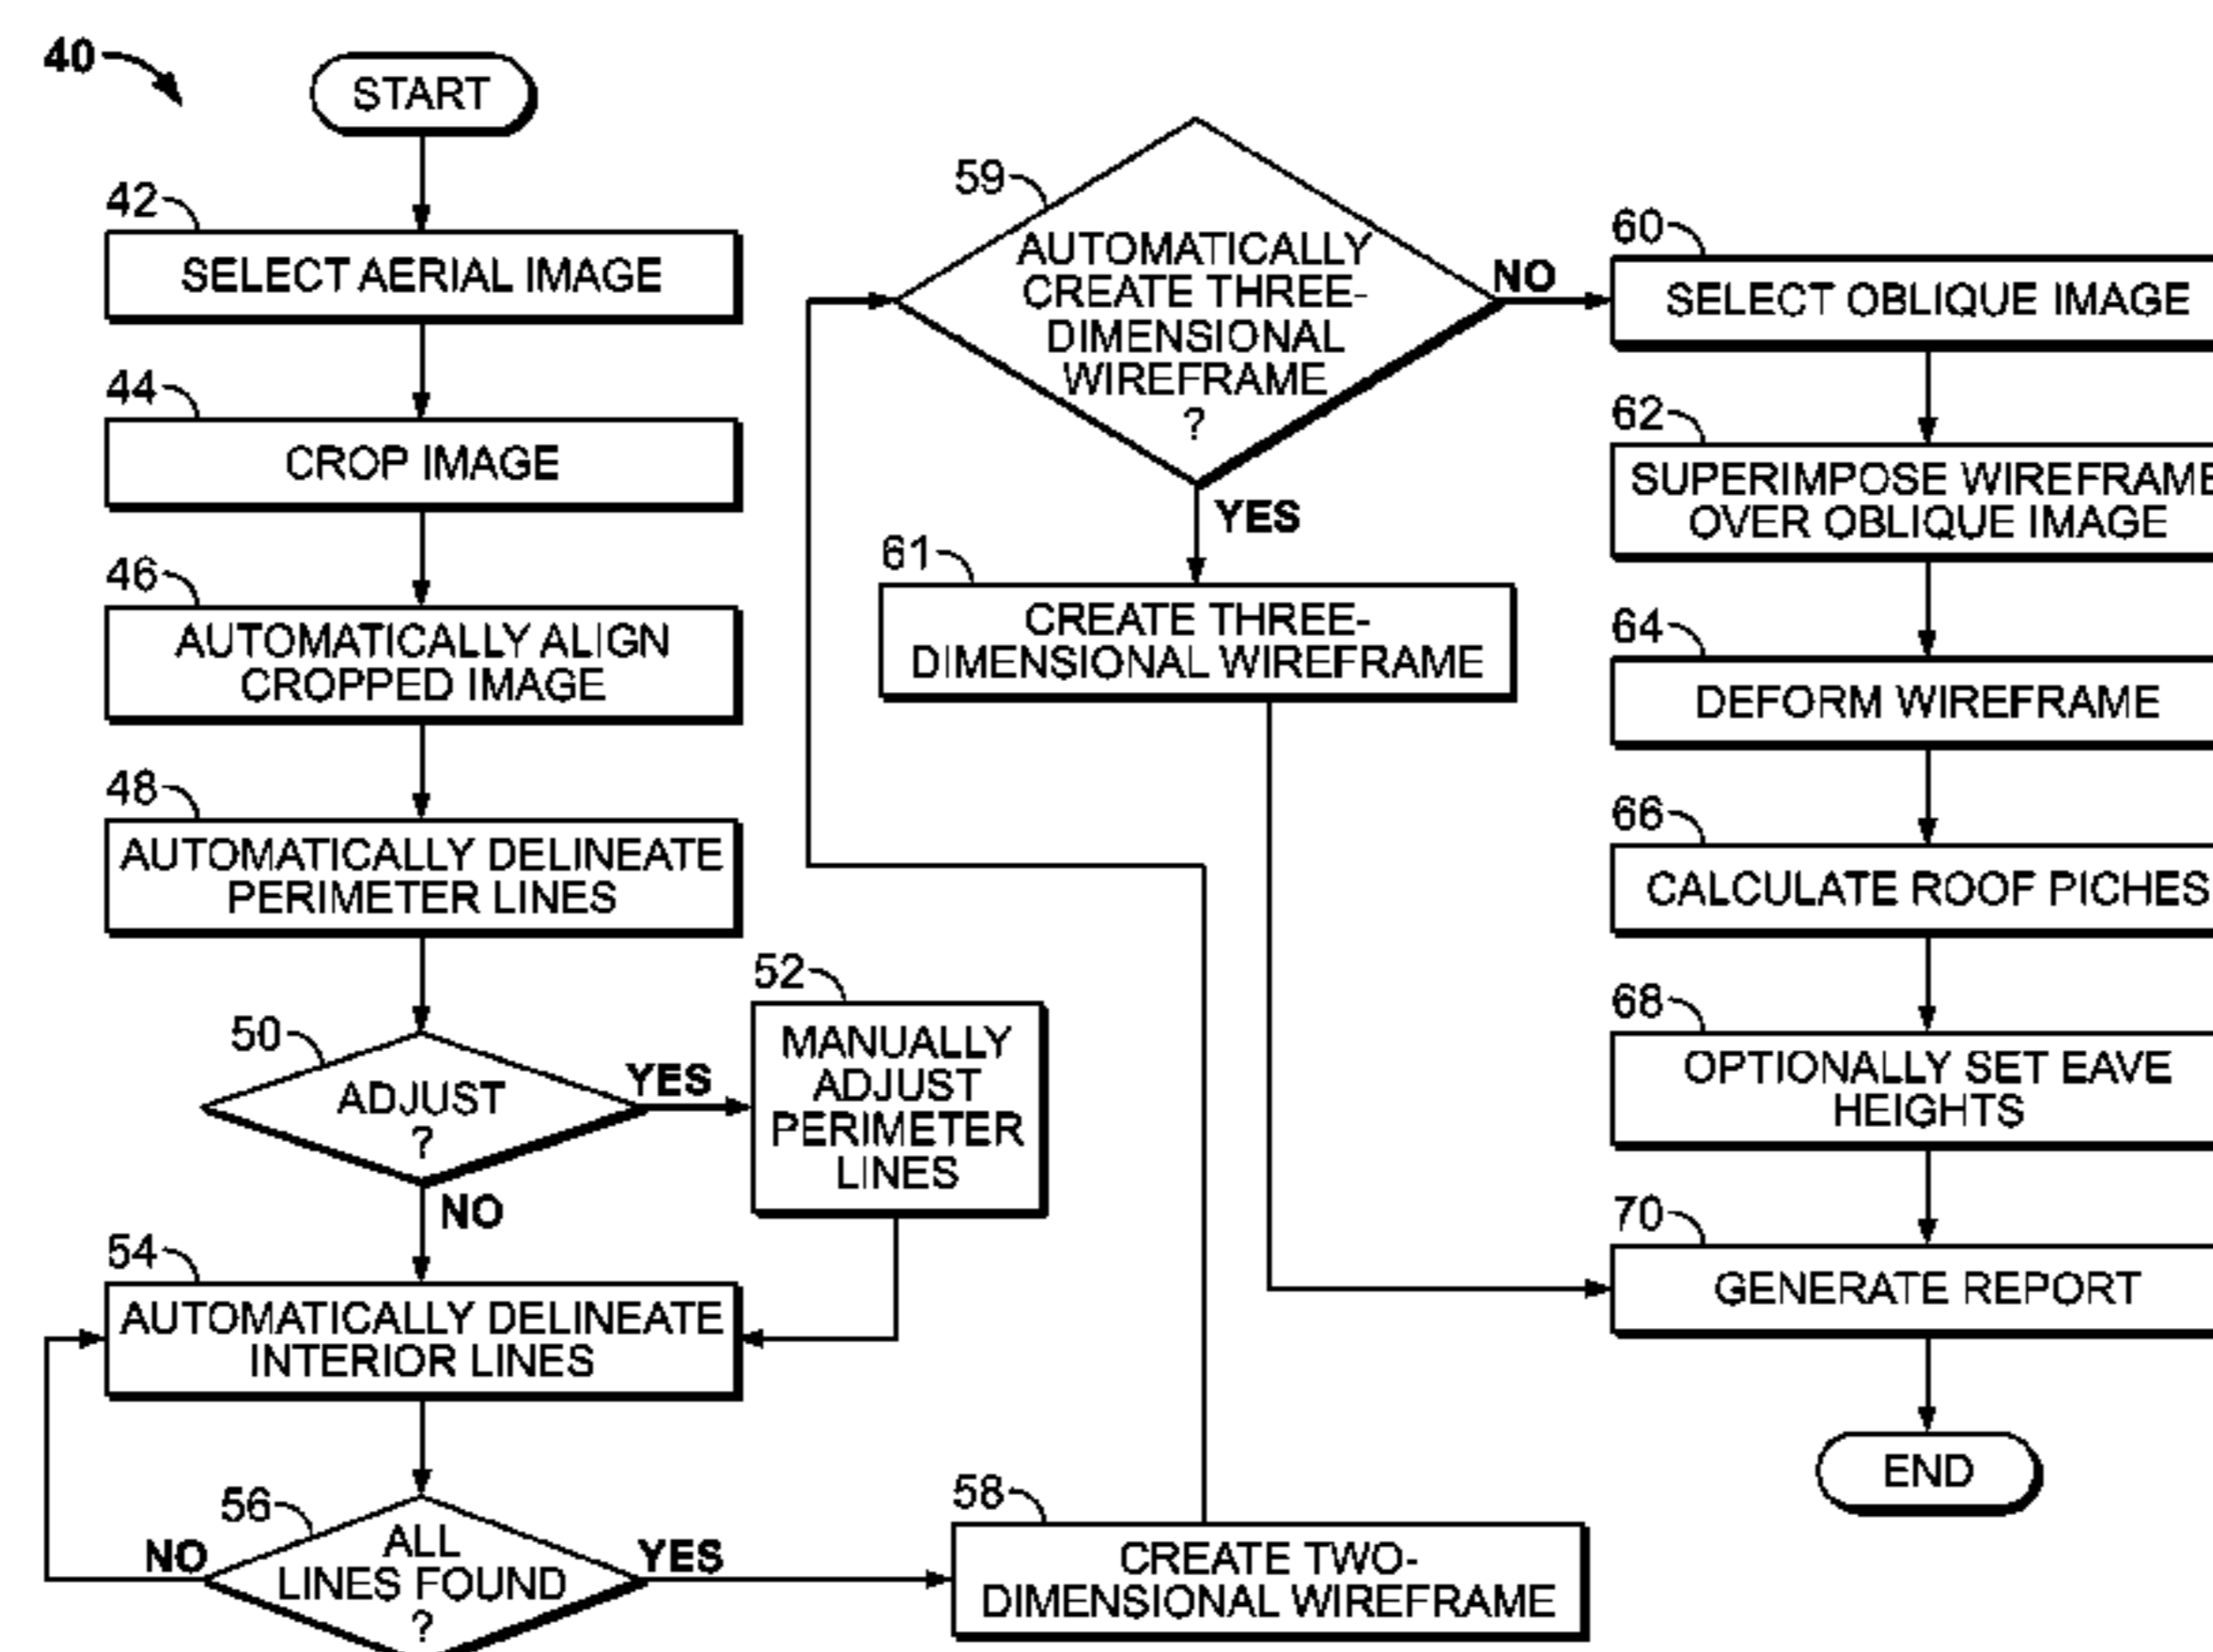 40
START
42
SELECT AERIAL IMAGE
44
CROP IMAGE
46
AUTOMATICALLY ALIGN
CROPPED IMAGE
48
AUTOMATICALLY DELINEATE
PERIMETER LINES
50
ADJUST
?
YES
NO
52
MANUALLY
ADJUST
PERIMETER
LINES
54
AUTOMATICALLY DELINEATE
INTERIOR LINES
56
ALL
LINES FOUND
?
NO
YES
58
CREATE TWO-
DIMENSIONAL WIREFRAME
59
AUTOMATICALLY
CREATE THREE-
DIMENSIONAL
WIREFRAME
?
NO
YES
61
CREATE THREE-
DIMENSIONAL WIREFRAME
60
SELECT OBLIQUE IMAGE
62
SUPERIMPOSE WIREFRAME
OVER OBLIQUE IMAGE
64
DEFORM WIREFRAME
66
CALCULATE ROOF PICHES
68
OPTIONALLY SET EAVE
HEIGHTS
70
GENERATE REPORT
END